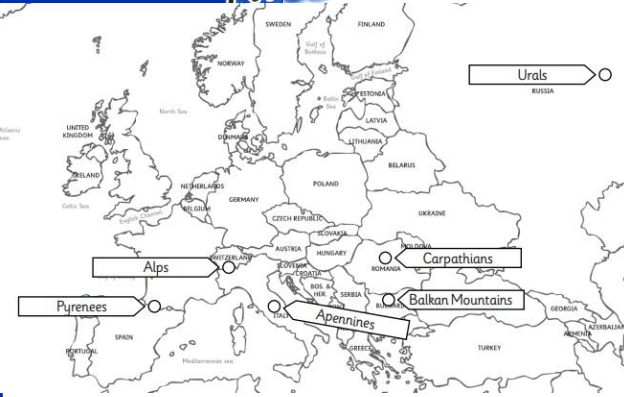 SWEDEN
FINLAND
Gulf of
Bothnia
NORWAY
Gulf of Finland
Urals
RUSSIA
ESTONIA
Baltic
Sea
North Sea
LATVIA
UNITED
KINGDOM
LITHUANIA
BELARUS
NETHERLANDS
POLAND
GERMANY
Celtic Sea
English Channel
BELGIUM
UKRAINE
CZECH REPUBLIC
SLOVAKIA
AUSTRIA
HUNGARY
MOLDOVA
Carpathians
Alps
SWITZERLAND
SLOVENIA
CROATIA
ROMANIA
BOS. &
HER.
SERBIA
Balkan Mountains
Pyrenees
ITALY
Apennines
GEORGIA
ARMENIA
AZERBAIJAN
SPAIN
PORTUGAL
Mediterranean sea
GREECE
TURKEY